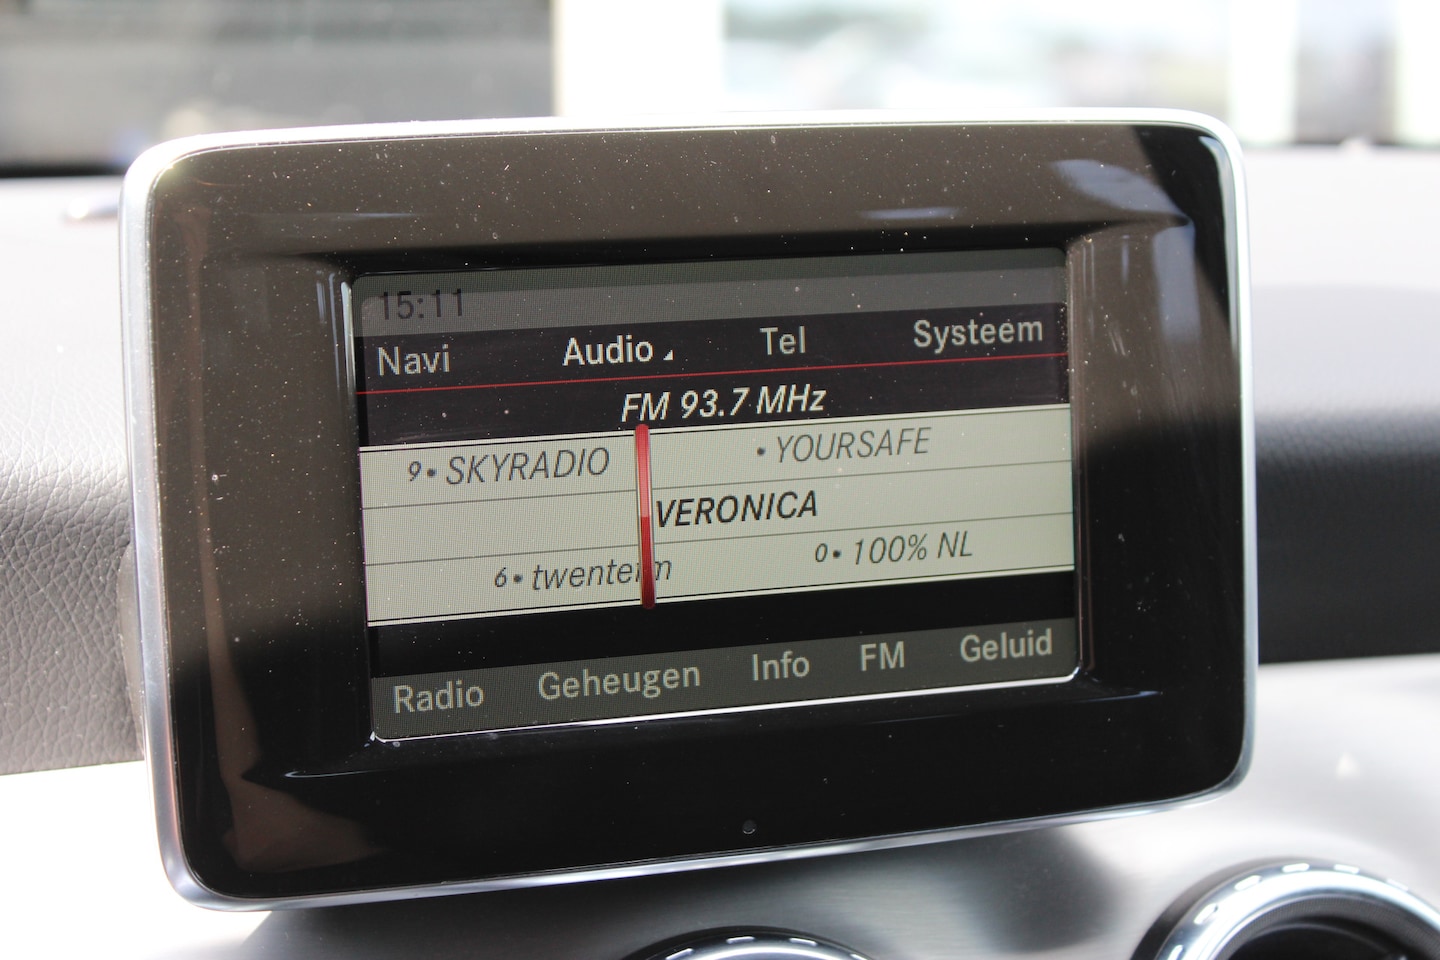 15:11
Navi Audio Tel Systeem
FM 93.7 MHz
9• SKYRADIO • YOURSAFE
VERONICA
6• twentefm 0• 100% NL
Radio Geheugen Info FM Geluid